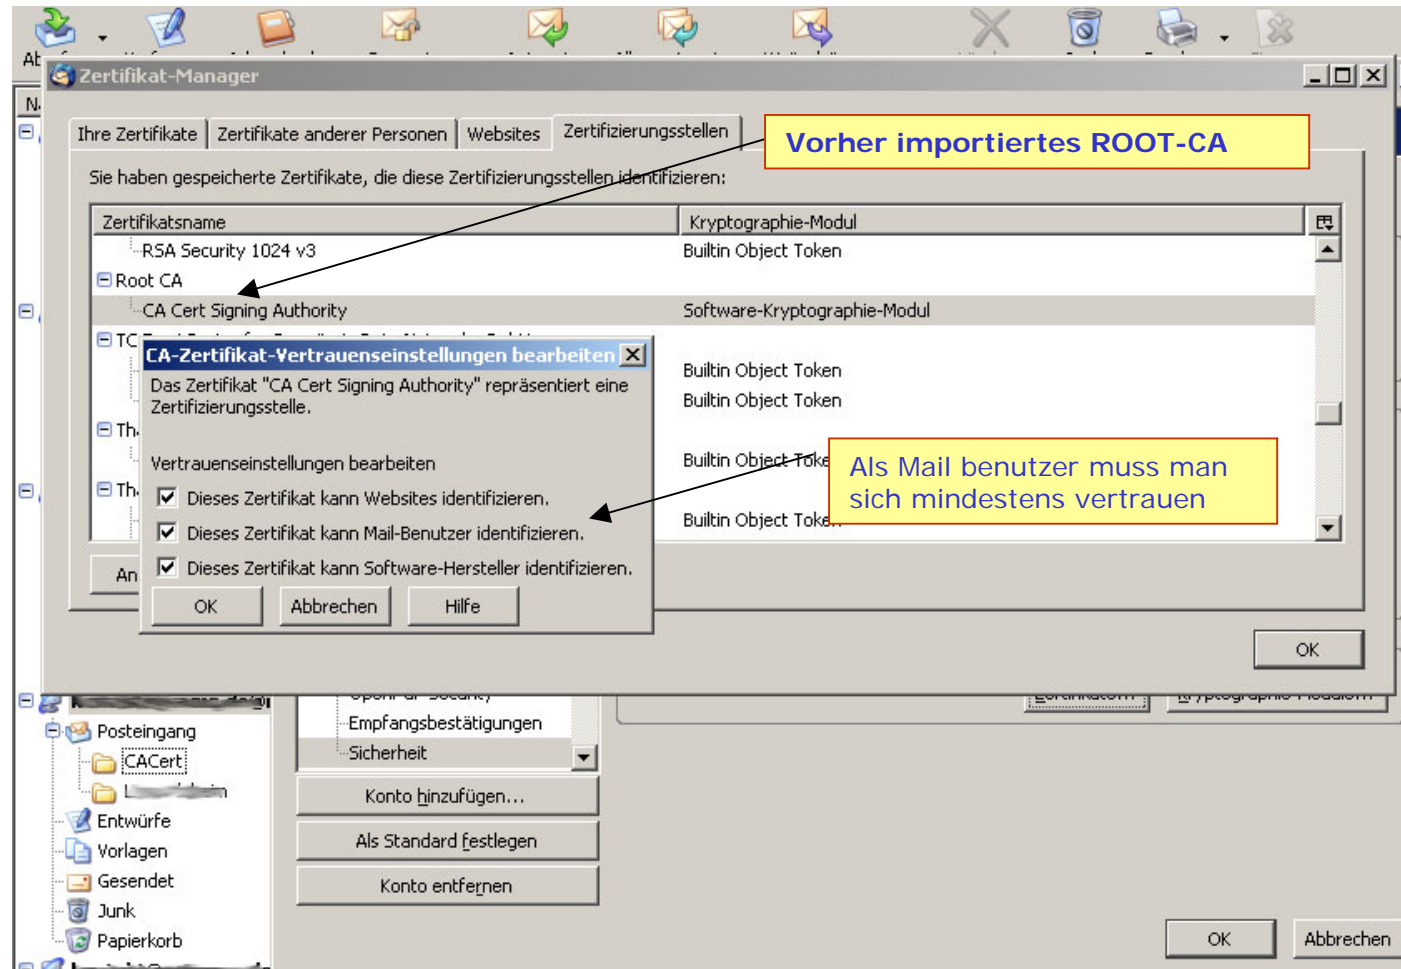 Zertifikat-Manager
Ihre Zertifikate
Zertifikate anderer Personen
Websites
Zertifizierungsstellen
Vorher importiertes ROOT-CA
Sie haben gespeicherte Zertifikate, die diese Zertifizierungsstellen identifizieren:
Zertifikatsname
Kryptographie-Modul
RSA Security 1024 v3
Builtin Object Token
Root CA
CA Cert Signing Authority
Software-Kryptographie-Modul
TC
CA-Zertifikat-Vertrauenseinstellungen bearbeiten
Das Zertifikat "CA Cert Signing Authority" repräsentiert eine
Zertifizierungsstelle.
Builtin Object Token
Builtin Object Token
Vertrauenseinstellungen bearbeiten
Builtin Object Toke
Als Mail benutzer muss man
sich mindestens vertrauen
Dieses Zertifikat kann Websites identifizieren.
Dieses Zertifikat kann Mail-Benutzer identifizieren.
Builtin Object Token
Dieses Zertifikat kann Software-Hersteller identifizieren.
An
OK
Abbrechen
Hilfe
OK
Posteingang
CACert
Entwürfe
Vorlagen
Gesendet
Junk
Papierkorb
Empfangsbestätigungen
Sicherheit
Konto hinzufügen...
Als Standard festlegen
Konto entfernen
OK
Abbrechen